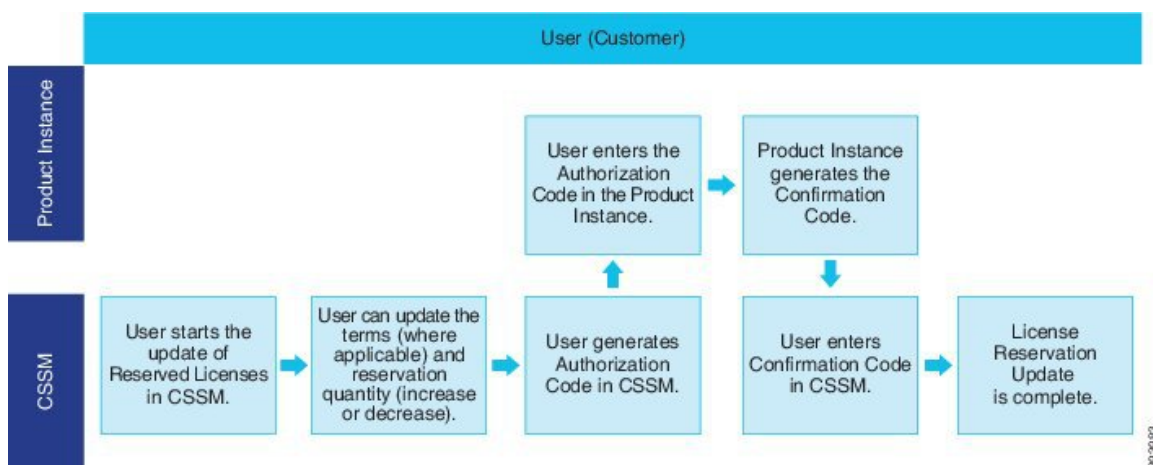 User (Customer)
Product Instance
User enters the
Authorization
Code in the Product
Instance.
Product Instance
generates the
Confirmation
Code.
CSSM
User starts the
update of
Reserved Licenses
in CSSM.
User can update the
terms (where
applicable) and
reservation
quantity (increase
or decrease).
User generates
Authorization
Code in CSSM.
User enters
Confirmation Code
in CSSM.
License
Reservation
Update
is complete.